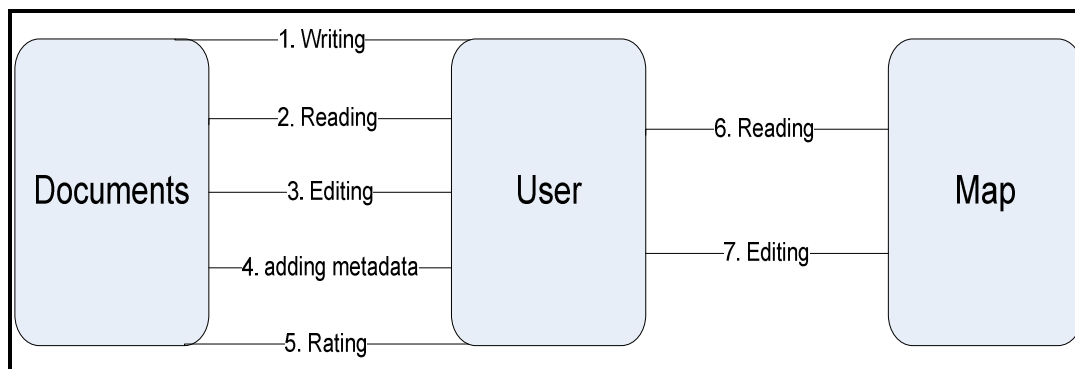 1. Writing
2. Reading
3. Editing
4. adding metadata
5. Rating
Documents
User
6. Reading
7. Editing
Map